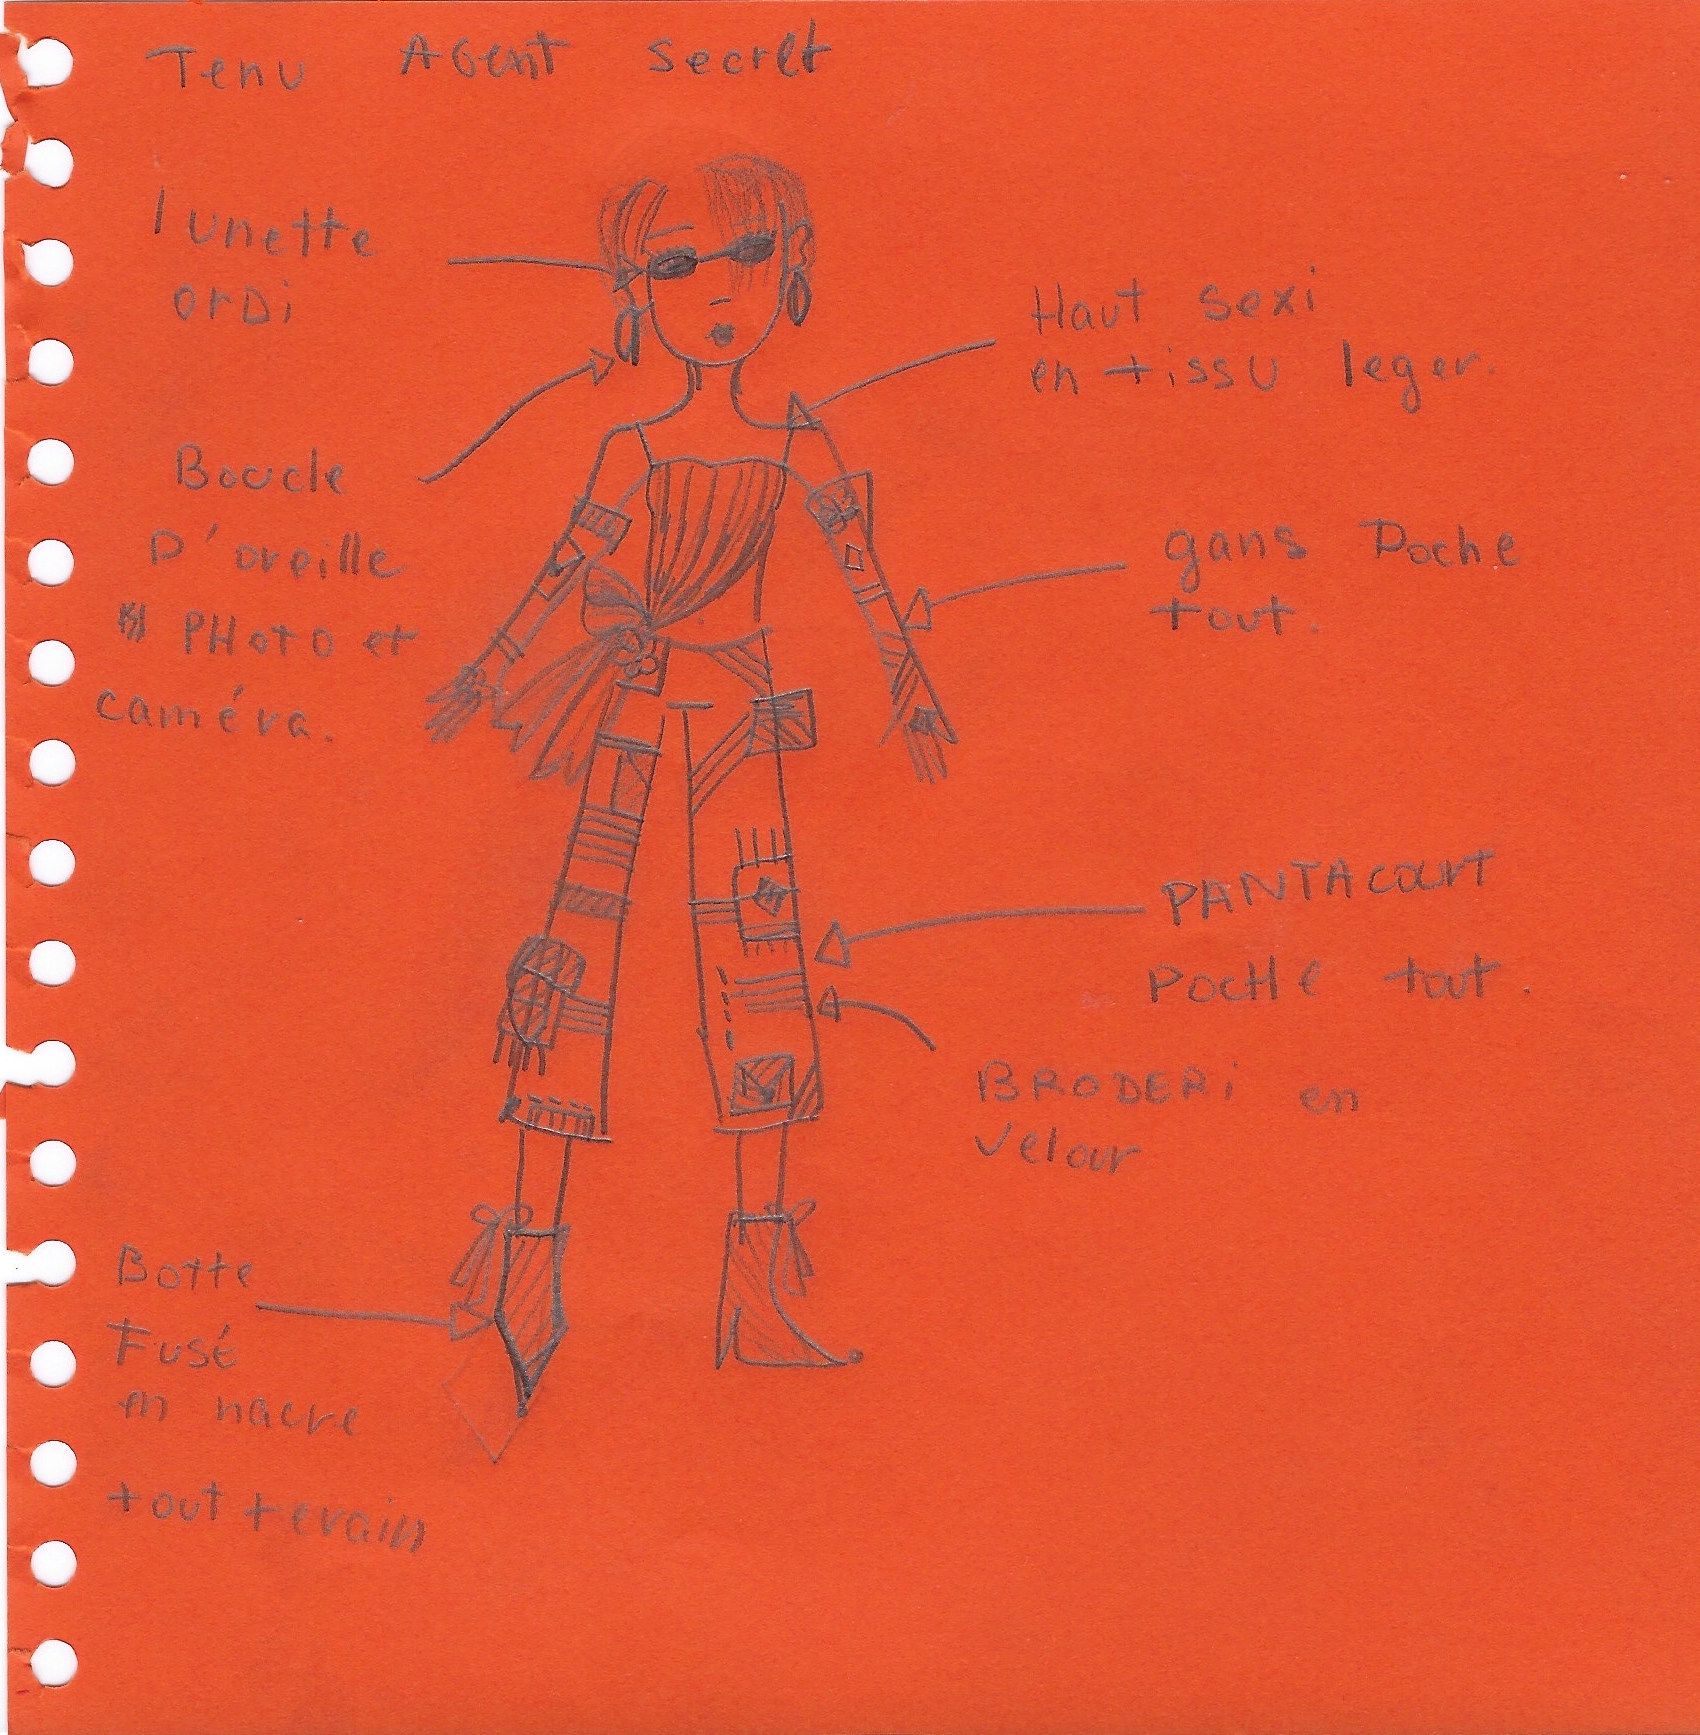 Tenu AGent secret
lunette
orDi
Haut sexi
en tissu leger.
Boucle
D'oreille
PHOTO et
caméra.
gans Poche
tout.
PANTAcourt
POCHE tout.
BRODERi en
velour
Botte
Fusé
en nacre
tout terain